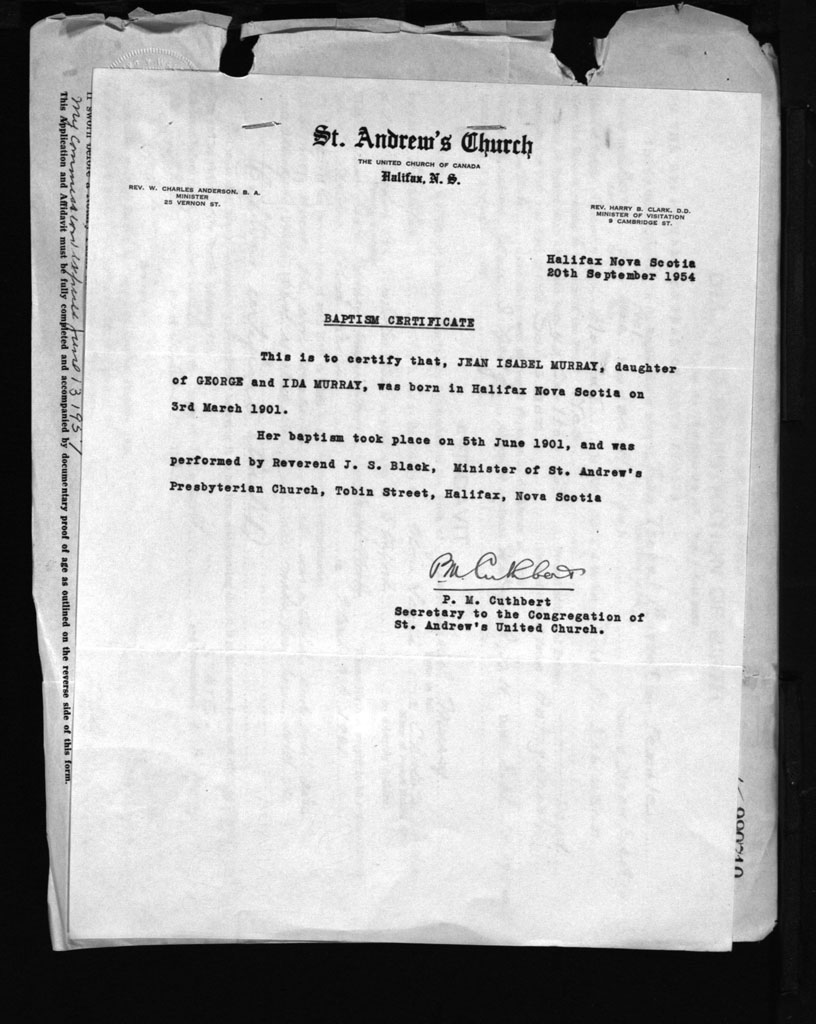 St. Andrew's Church
THE UNITED CHURCH OF CANADA
Halifax, N. S.
REV. W. CHARLES ANDERSON, B. A.
MINISTER
25 VERNON ST.
REV. HARRY B. CLARK, D.D.
MINISTER OF VISITATION
9 CAMBRIDGE ST.
Halifax Nova Scotia
20th September 1954
BAPTISM CERTIFICATE
This is to certify that, JEAN ISABEL MURRAY, daughter
of GEORGE and IDA MURRAY, was born in Halifax Nova Scotia on
3rd March 1901.
Her baptism took place on 5th June 1901, and was
performed by Reverend J. S. Black, Minister of St. Andrew's
Presbyterian Church, Tobin Street, Halifax, Nova Scotia
P. M. Cuthbert
P. M. Cuthbert
Secretary to the Congregation of
St. Andrew's United Church.
My Commission expires June 13 1957
This Application and Affidavit must be fully completed and accompanied by documentary proof of age as outlined on the reverse side of this form.